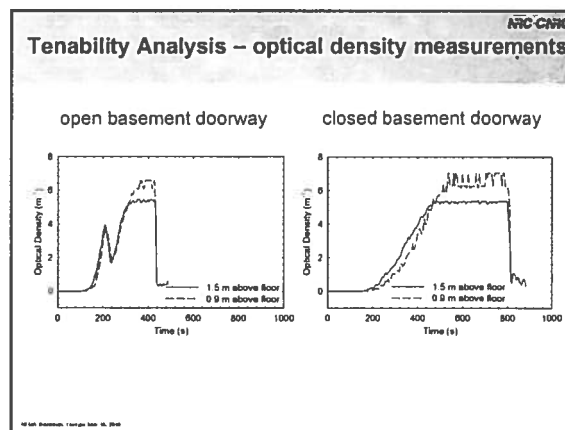 NRC-CNRC
Tenability Analysis – optical density measurements
open basement doorway
closed basement doorway
8
6
4
2
0
Optical Density (m⁻¹)
1.5 m above floor
0.9 m above floor
0 200 400 600 800 1000
Time (s)
8
6
4
2
0
Optical Density (m⁻¹)
1.5 m above floor
0.9 m above floor
0 200 400 600 800 1000
Time (s)